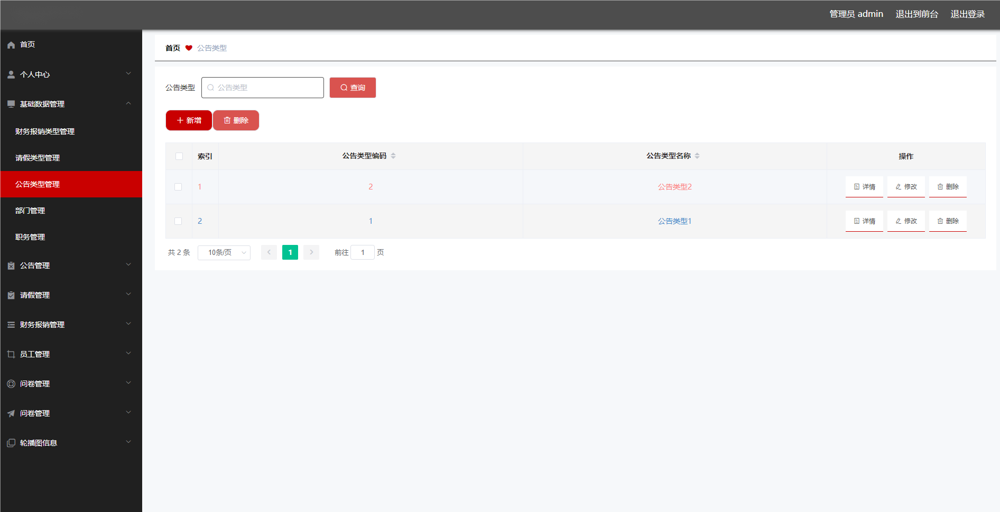 管理员 admin 退出到前台 退出登录
首页
个人中心
基础数据管理
财务报销类型管理
请假类型管理
公告类型管理
部门管理
职务管理
公告管理
请假管理
财务报销管理
员工管理
问卷管理
问卷管理
轮播图信息
首页 公告类型
公告类型 公告类型 查询
新增 删除
索引 公告类型编码 公告类型名称 操作
1 2 公告类型2 详情 修改 删除
2 1 公告类型1 详情 修改 删除
共 2 条 10条/页 1 前往 1 页